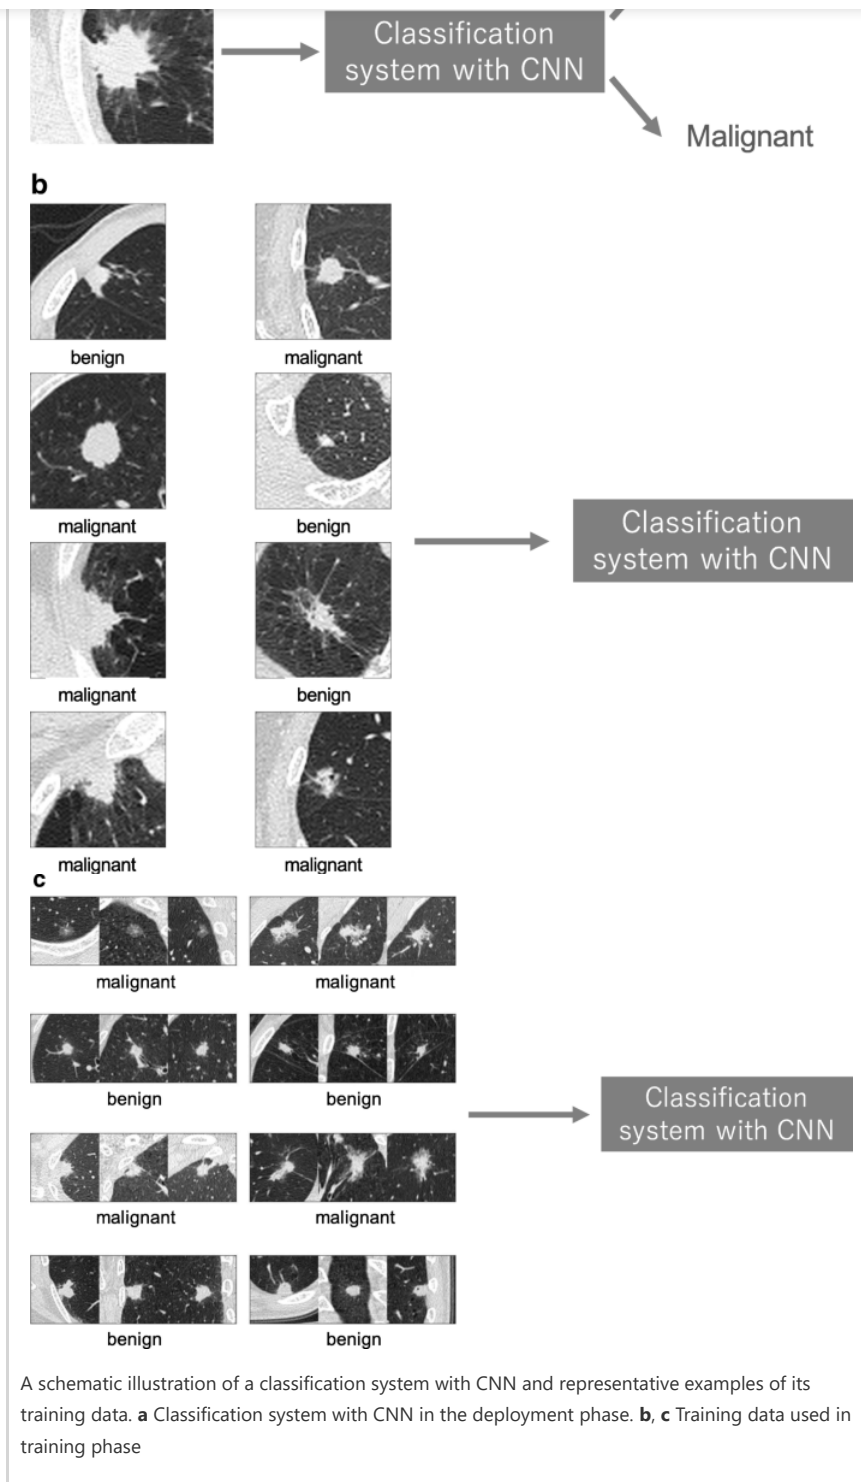 Classification
system with CNN
Malignant
b
benign
malignant
malignant
benign
Classification
system with CNN
malignant
benign
malignant
malignant
c
malignant
malignant
benign
benign
Classification
system with CNN
malignant
malignant
benign
benign
A schematic illustration of a classification system with CNN and representative examples of its
training data. a Classification system with CNN in the deployment phase. b, c Training data used in
training phase